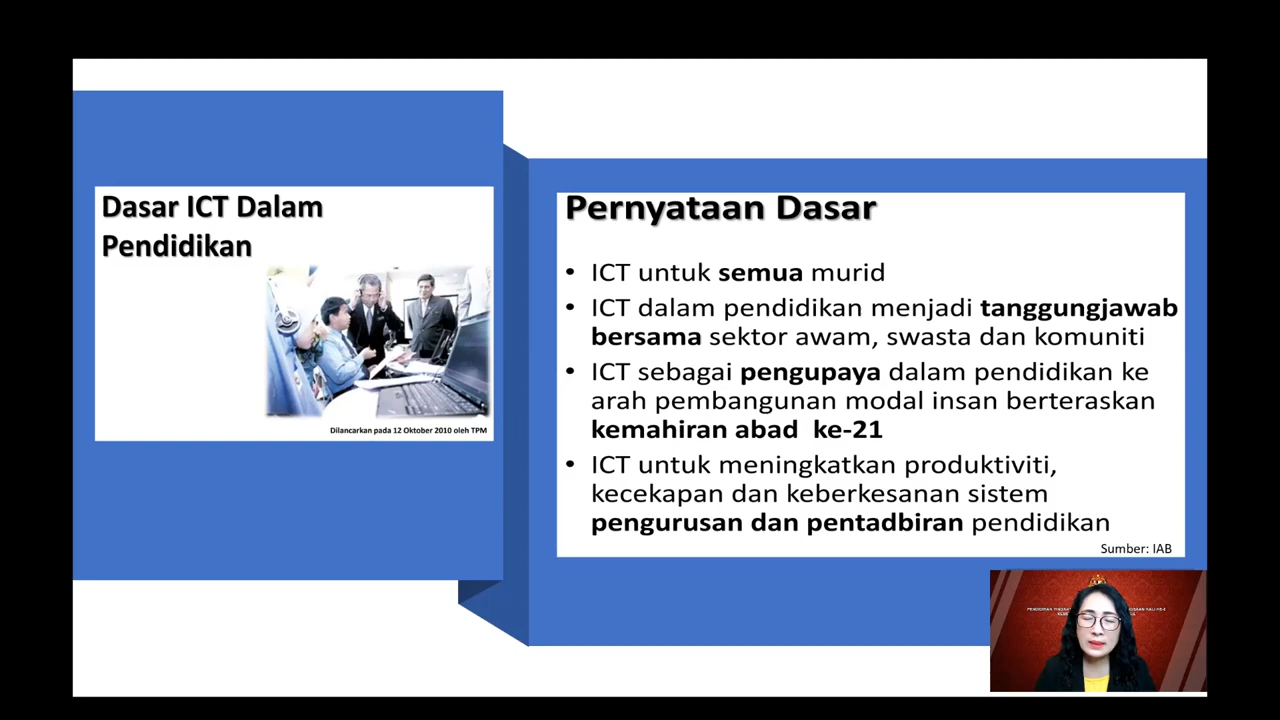 Dasar ICT Dalam
Pendidikan
Dilancarkan pada 12 Oktober 2010 oleh TPM
Pernyataan Dasar
• ICT untuk semua murid
• ICT dalam pendidikan menjadi tanggungjawab
bersama sektor awam, swasta dan komuniti
• ICT sebagai pengupaya dalam pendidikan ke
arah pembangunan modal insan berteraskan
kemahiran abad ke-21
• ICT untuk meningkatkan produktiviti,
kecekapan dan keberkesanan sistem
pengurusan dan pentadbiran pendidikan
Sumber: IAB